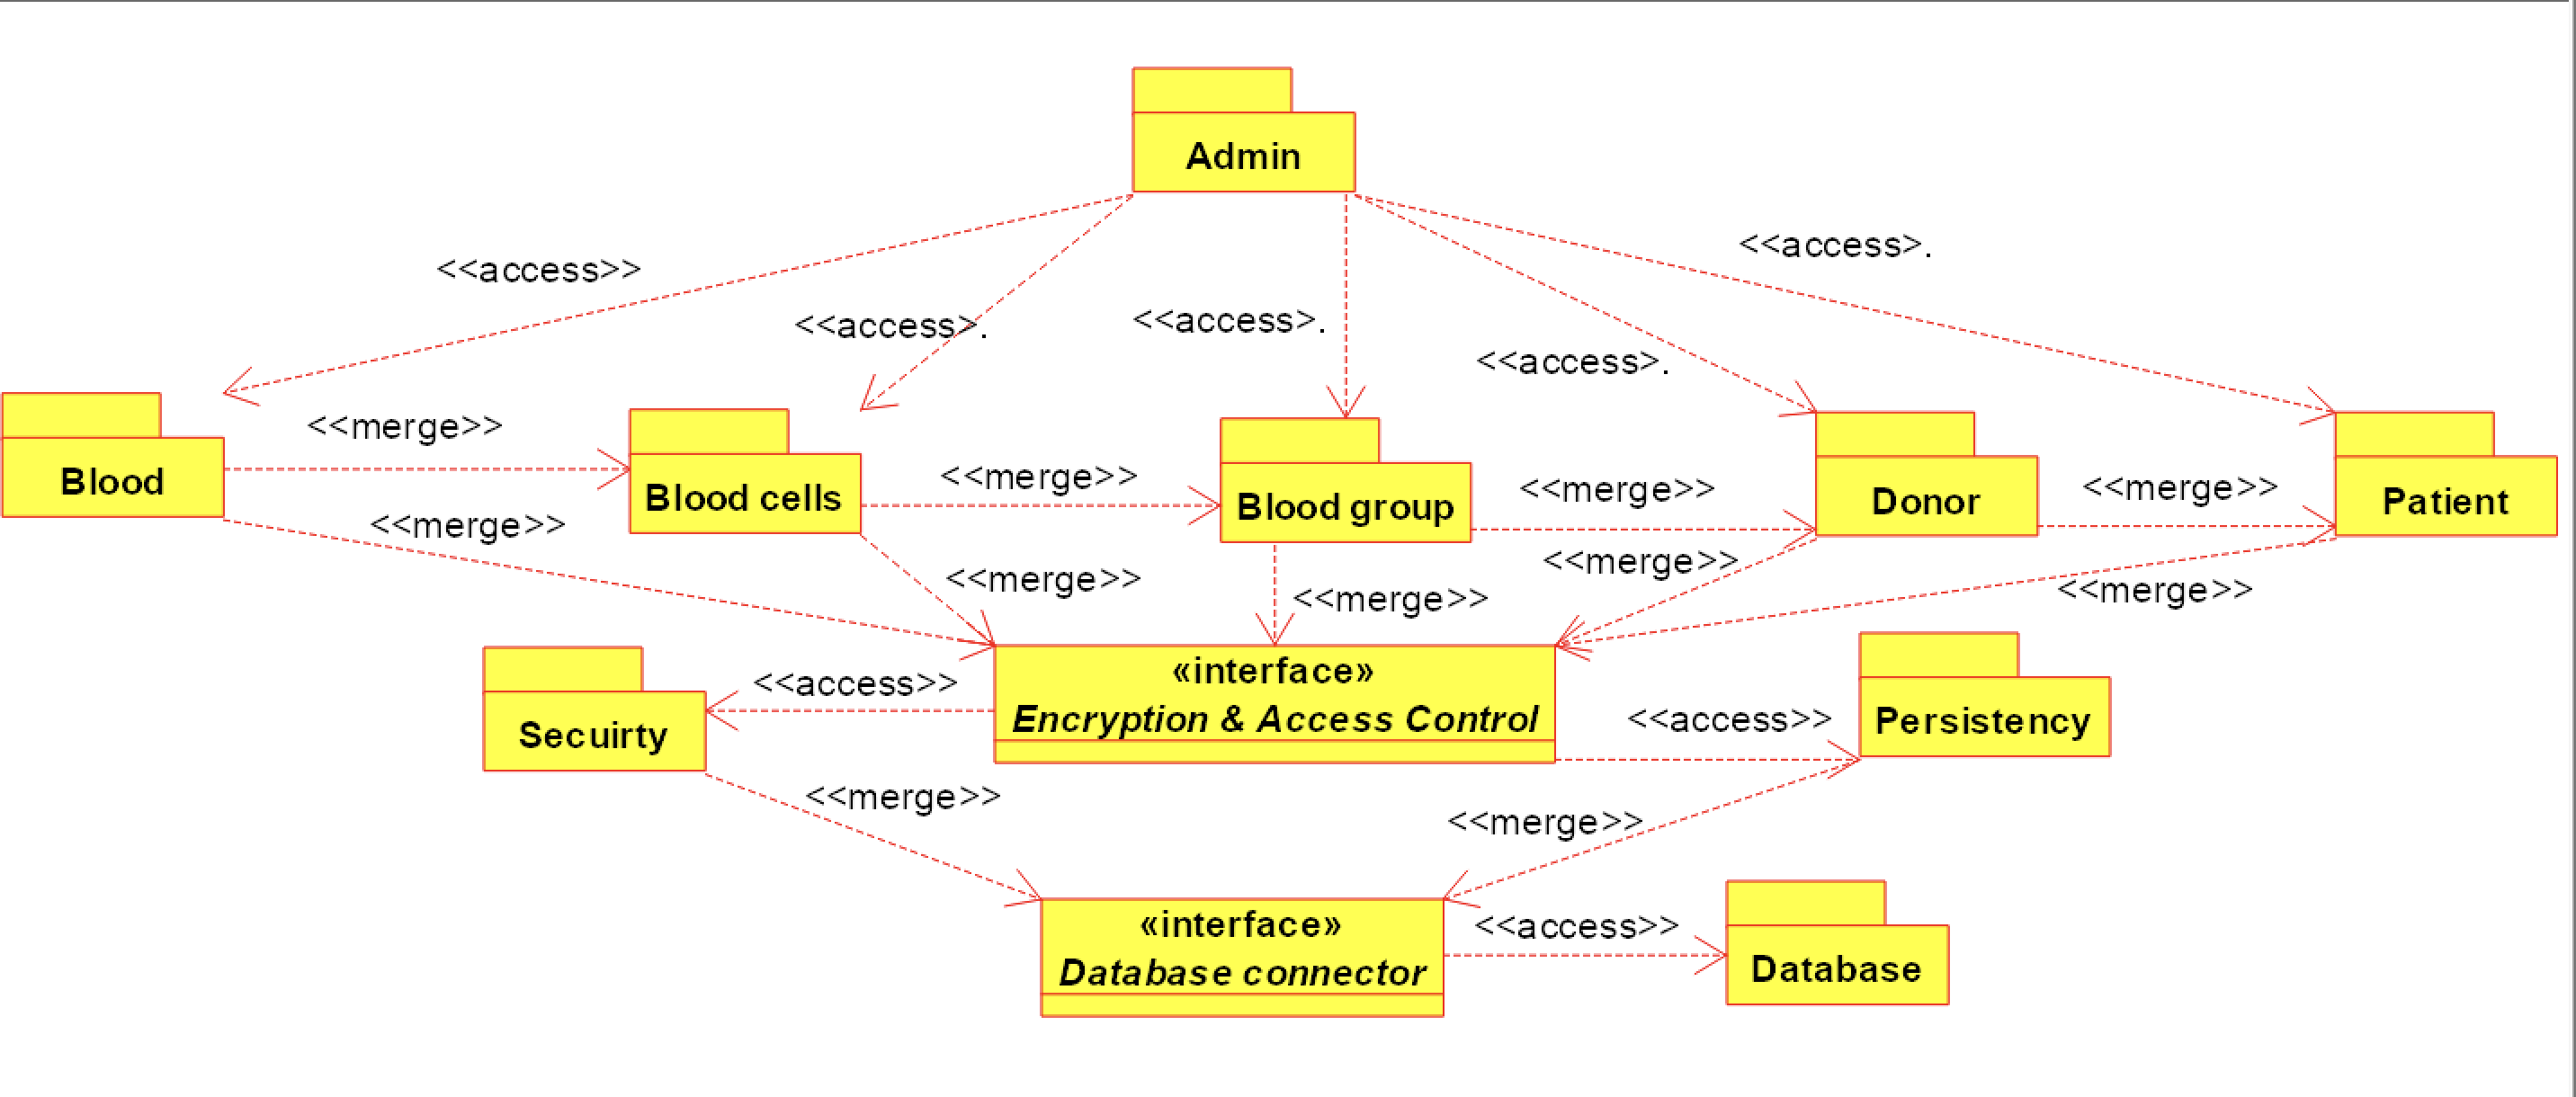 Admin
<<access>.
<<access>>
<<access>.
<<access>.
<<access>.
<<merge>>
Blood
<<merge>>
Blood cells
<<merge>>
Blood group
<<merge>>
Donor
<<merge>>
Patient
<<merge>>
<<merge>>
<<merge>>
<<merge>>
<<merge>>
«interface»
Encryption & Access Control
<<access>>
Secuirty
<<access>>
Persistency
<<merge>>
<<merge>>
«interface»
Database connector
<<access>>
Database